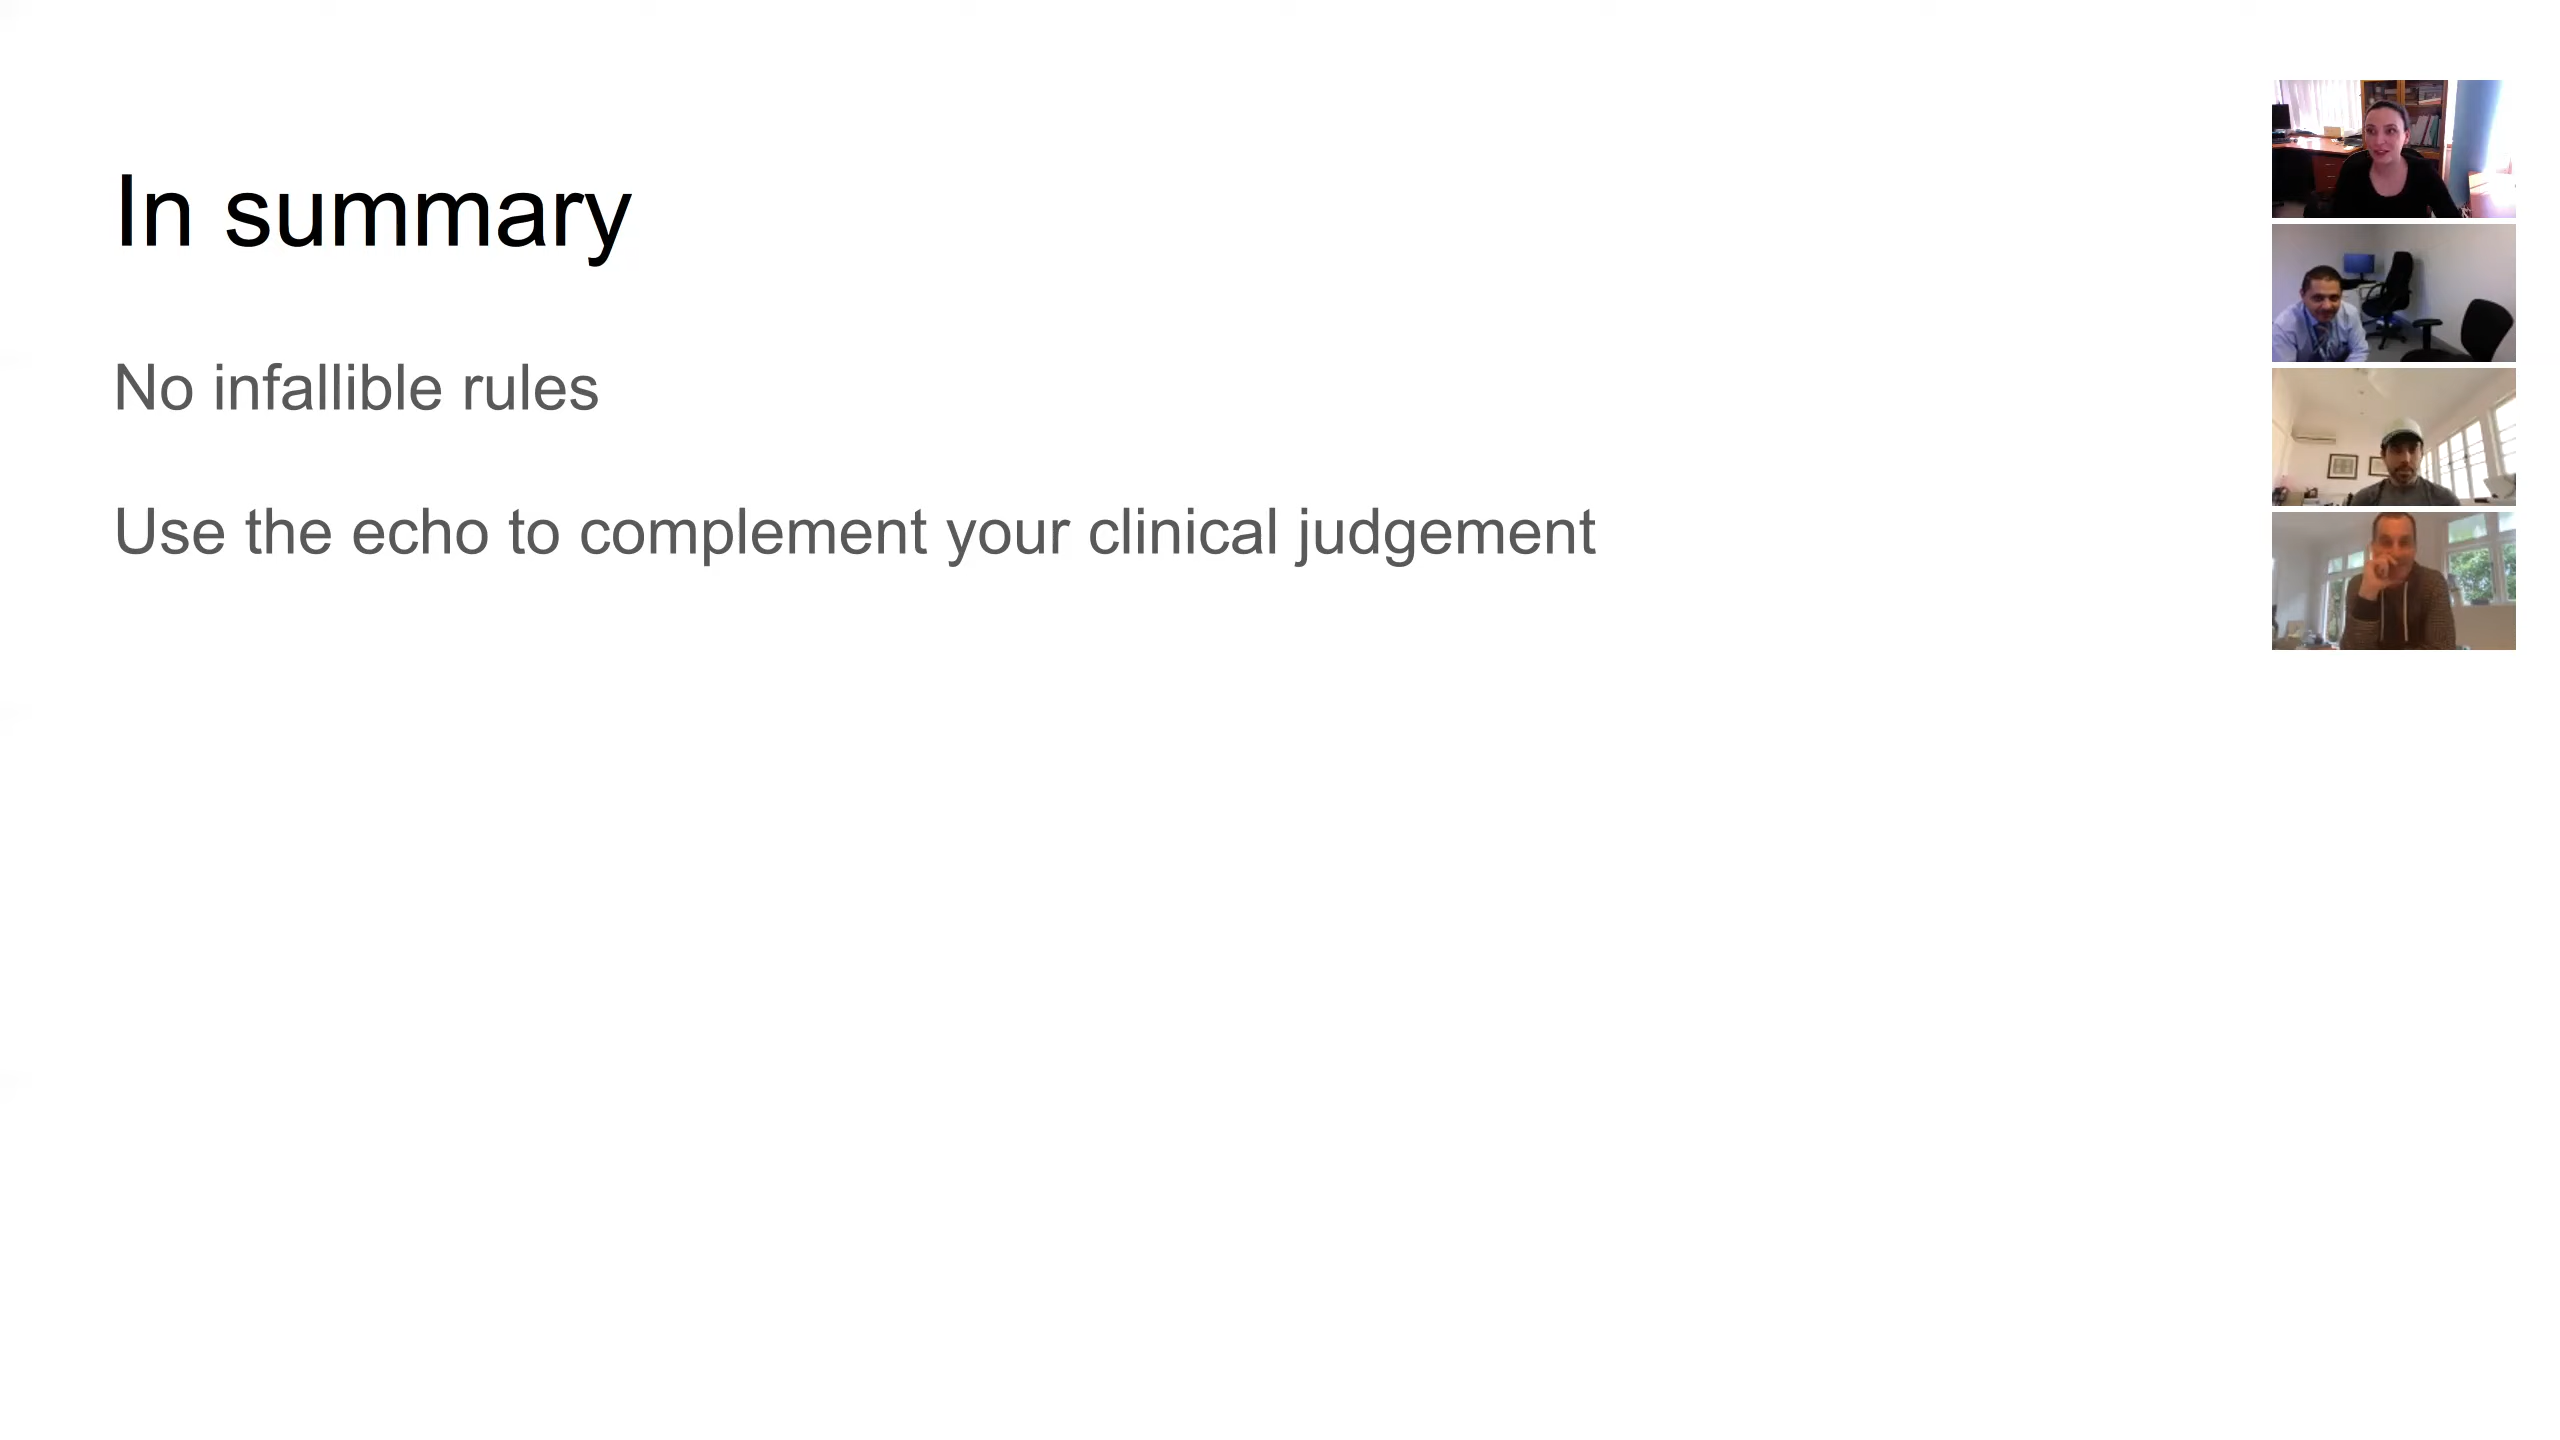 In summary
No infallible rules
Use the echo to complement your clinical judgement